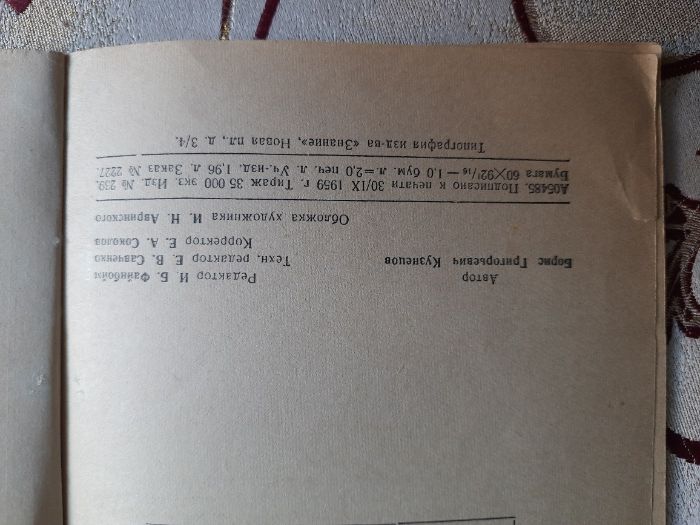 Автор
Борис Григорьевич Кузнецов
Редактор И. Б. Файнбойм
Техн. редактор Е. В. Савченко
Корректор Е. А. Соколов
Обложка художника И. Н. Авринского
А05485. Подписано к печати 30/IX 1959 г. Тираж 35 000 экз. Изд. № 239.
Бумага 60×92¹/₁₆ — 1,0 бум. л. = 2,0 печ. л. Уч.-изд. 1,96 л. Заказ № 2227.
Типография изд-ва «Знание», Новая пл., д. 3/4.